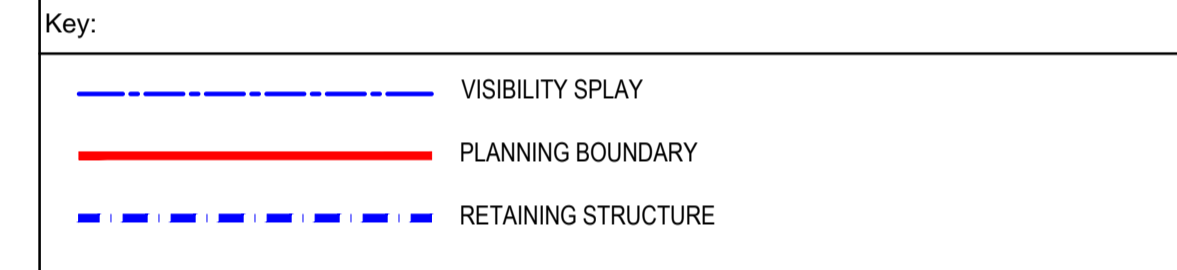 Key:
VISIBILITY SPLAY
PLANNING BOUNDARY
RETAINING STRUCTURE